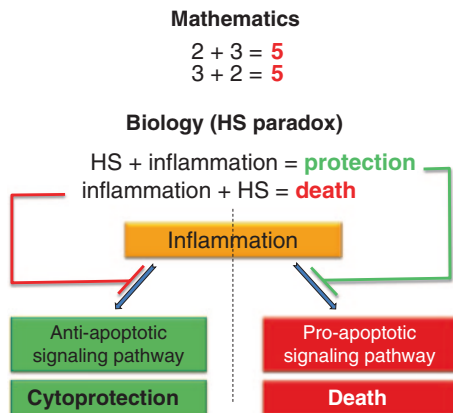 Mathematics
2 + 3 = 5
3 + 2 = 5
Biology (HS paradox)
HS + inflammation = protection
inflammation + HS = death
Inflammation
Anti-apoptotic
signaling pathway
Pro-apoptotic
signaling pathway
Cytoprotection
Death